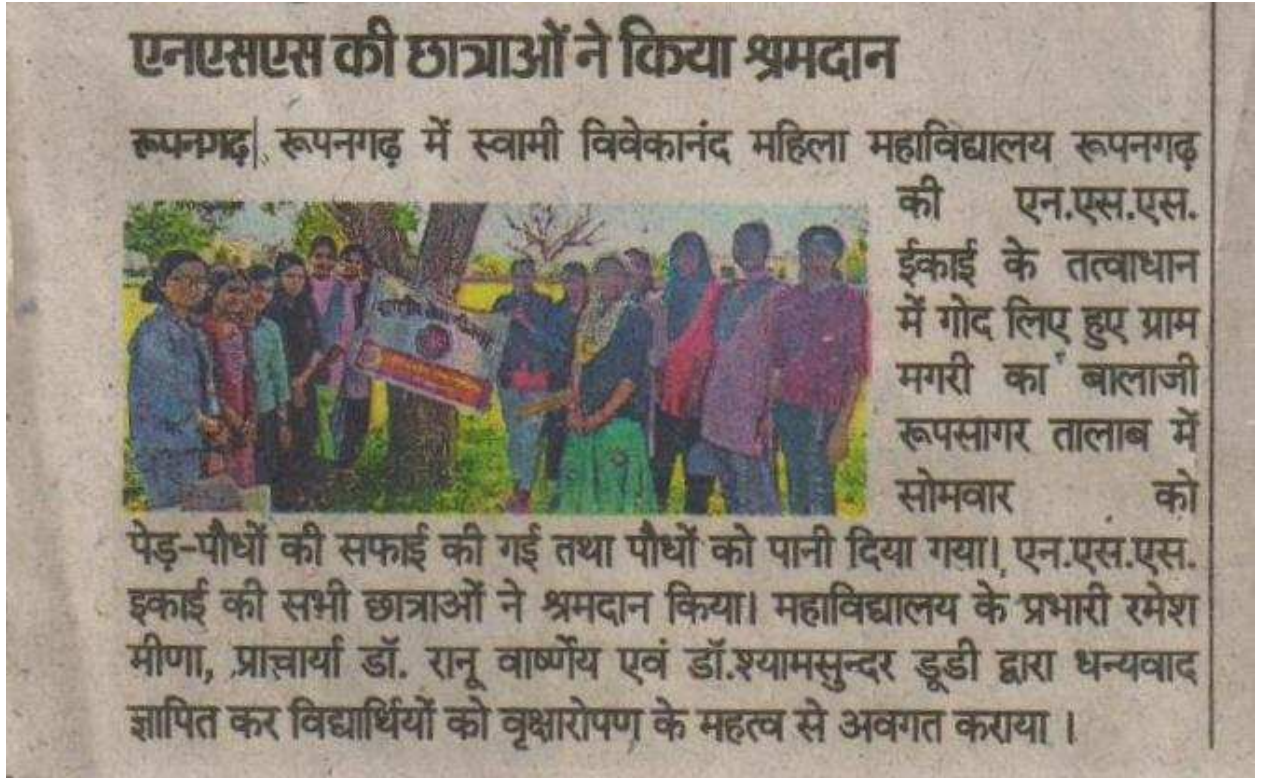 एनएसएस की छात्राओं ने किया श्रमदान
रूपनगढ़| रूपनगढ़ में स्वामी विवेकानंद महिला महाविद्यालय रूपनगढ़
की एन.एस.एस.
ईकाई के तत्वाधान
में गोद लिए हुए ग्राम
मगरी का बालाजी
रूपसागर तालाब में
सोमवार को
पेड़-पौधों की सफाई की गई तथा पौधों को पानी दिया गया। एन.एस.एस.
इकाई की सभी छात्राओं ने श्रमदान किया। महाविद्यालय के प्रभारी रमेश
मीणा, प्राचार्या डॉ. रानू वार्ष्णेय एवं डॉ.श्यामसुन्दर डूडी द्वारा धन्यवाद
ज्ञापित कर विद्यार्थियों को वृक्षारोपण के महत्व से अवगत कराया ।